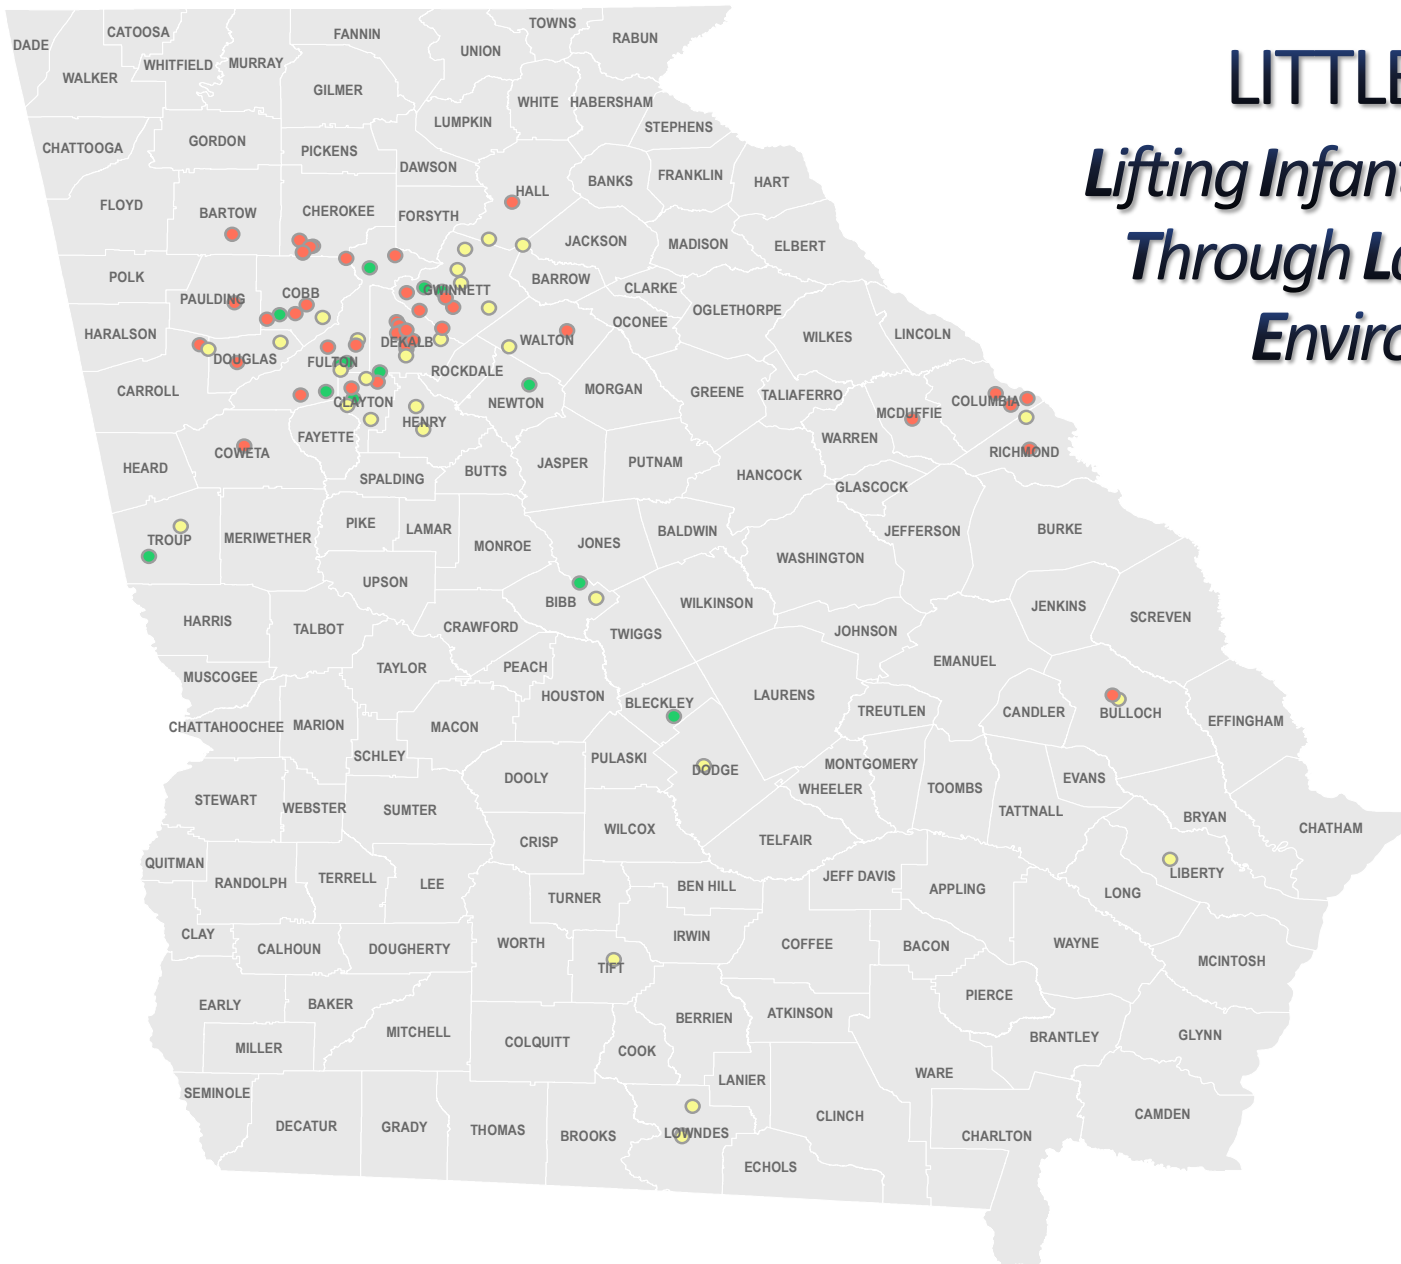 LITTLE
Lifting Infant
Through L
Enviro
TOWNS
CATOOSA
FANNIN
RABUN
DADE
UNION
WHITFIELD
MURRAY
WALKER
GILMER
WHITE
HABERSHAM
LUMPKIN
STEPHENS
GORDON
CHATTOOGA
PICKENS
DAWSON
FRANKLIN
BANKS
HART
HALL
FLOYD
BARTOW
CHEROKEE
FORSYTH
JACKSON
MADISON
ELBERT
POLK
BARROW
CLARKE
GWINNETT
COBB
PAULDING
OGLETHORPE
OCONEE
HARALSON
LINCOLN
WILKES
WALTON
DEKALB
DOUGLAS
FULTON
ROCKDALE
CARROLL
MORGAN
GREENE
TALIAFERRO
NEWTON
CLAYTON
COLUMBIA
MCDUFFIE
HENRY
FAYETTE
WARREN
COWETA
RICHMOND
HEARD
BUTTS
JASPER
PUTNAM
HANCOCK
SPALDING
GLASCOCK
PIKE
LAMAR
BALDWIN
JEFFERSON
BURKE
TROUP
MERIWETHER
MONROE
JONES
WASHINGTON
UPSON
BIBB
WILKINSON
JENKINS
SCREVEN
HARRIS
TALBOT
CRAWFORD
TWIGGS
JOHNSON
EMANUEL
TAYLOR
PEACH
MUSCOGEE
HOUSTON
LAURENS
BLECKLEY
TREUTLEN
CANDLER
BULLOCH
EFFINGHAM
CHATTAHOOCHEE
MARION
MACON
SCHLEY
PULASKI
DODGE
MONTGOMERY
DOOLY
EVANS
WHEELER
TOOMBS
STEWART
WEBSTER
SUMTER
TATTNALL
BRYAN
WILCOX
CHATHAM
CRISP
TELFAIR
QUITMAN
RANDOLPH
TERRELL
LEE
JEFF DAVIS
LIBERTY
BEN HILL
APPLING
LONG
TURNER
CLAY
CALHOUN
DOUGHERTY
WORTH
IRWIN
COFFEE
BACON
WAYNE
MCINTOSH
TIFT
EARLY
BAKER
PIERCE
BERRIEN
ATKINSON
MITCHELL
COLQUITT
BRANTLEY
GLYNN
MILLER
COOK
LANIER
WARE
SEMINOLE
DECATUR
GRADY
THOMAS
BROOKS
LOWNDES
CLINCH
CHARLTON
CAMDEN
ECHOLS